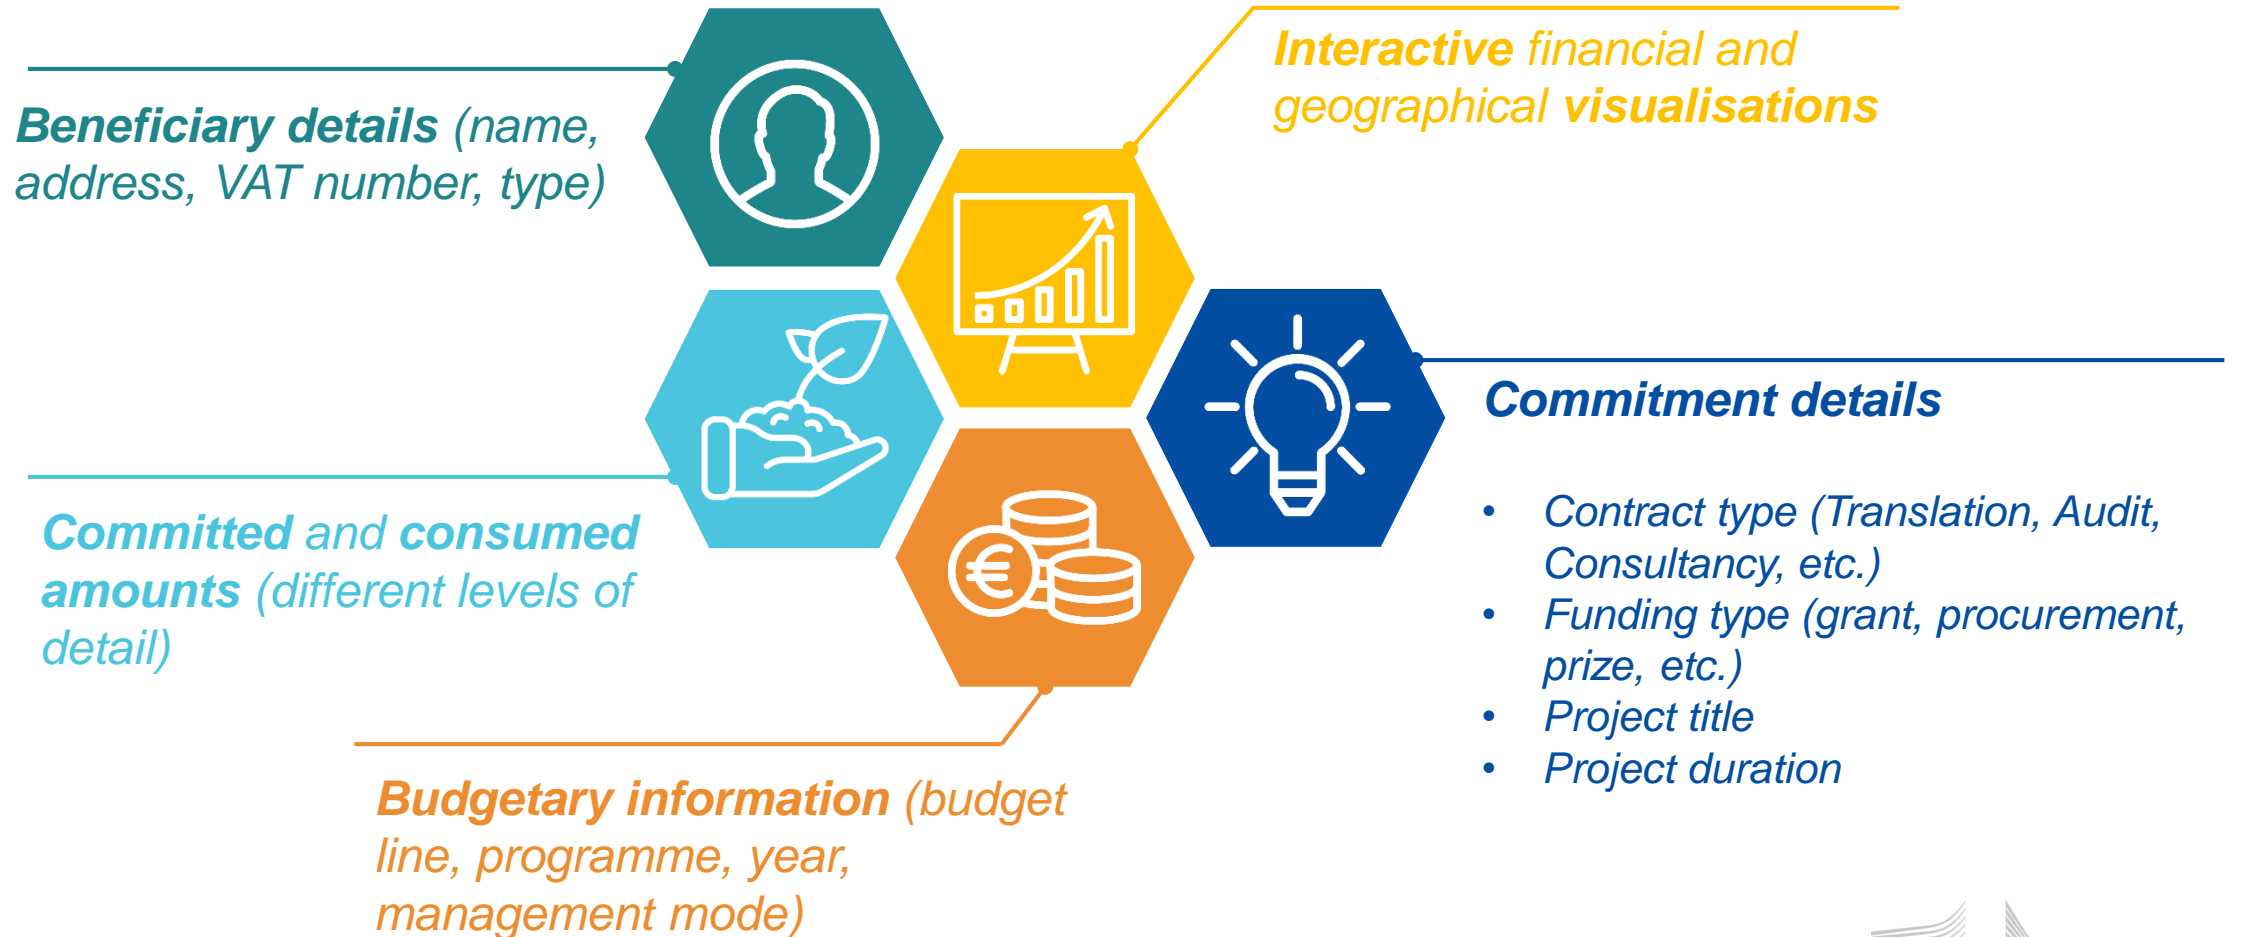 Beneficiary details (name,
address, VAT number, type)
Interactive financial and
geographical visualisations
Committed and consumed
amounts (different levels of
detail)
€
Commitment details
• Contract type (Translation, Audit,
Consultancy, etc.)
• Funding type (grant, procurement,
prize, etc.)
• Project title
• Project duration
Budgetary information (budget
line, programme, year,
management mode)